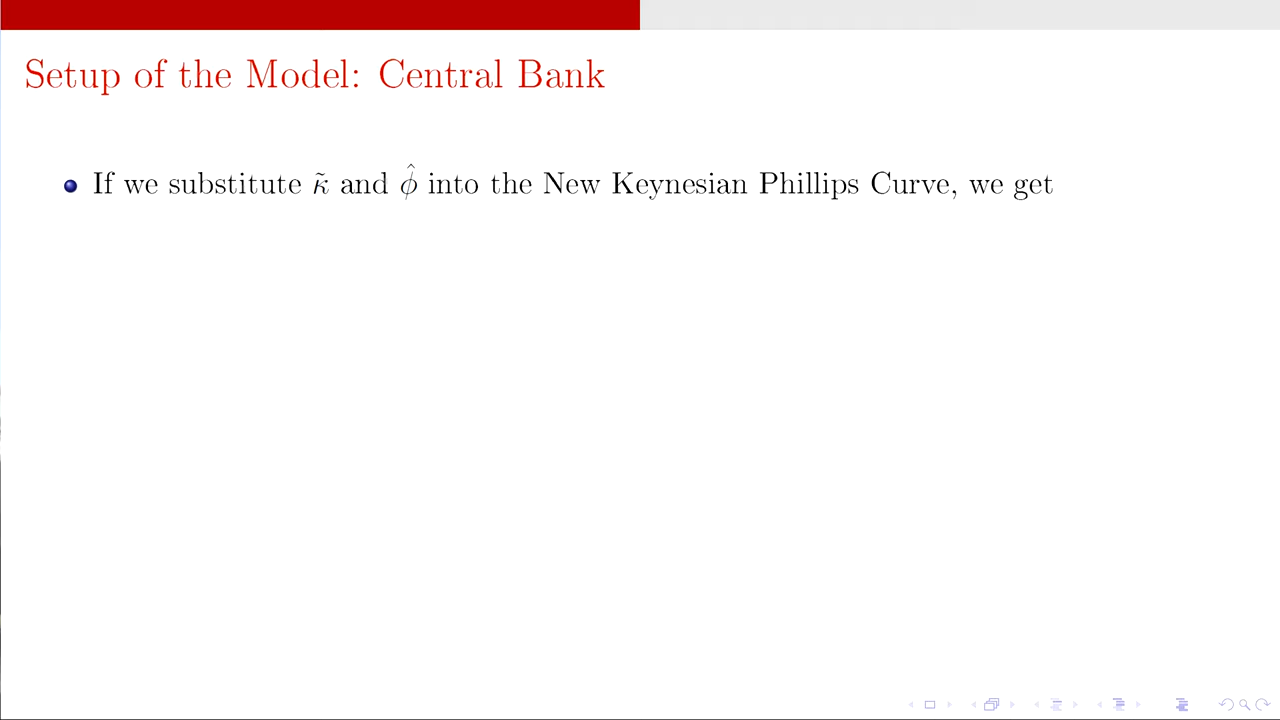 Setup of the Model: Central Bank
If we substitute κ̃ and ϕ̂ into the New Keynesian Phillips Curve, we get